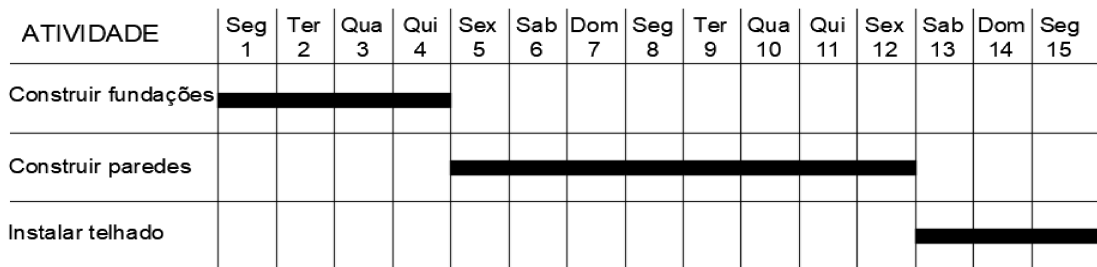 ATIVIDADE Seg Ter Qua Qui Sex Sab Dom Seg Ter Qua Qui Sex Sab Dom Seg
1 2 3 4 5 6 7 8 9 10 11 12 13 14 15
Construir fundações
Construir paredes
Instalar telhado